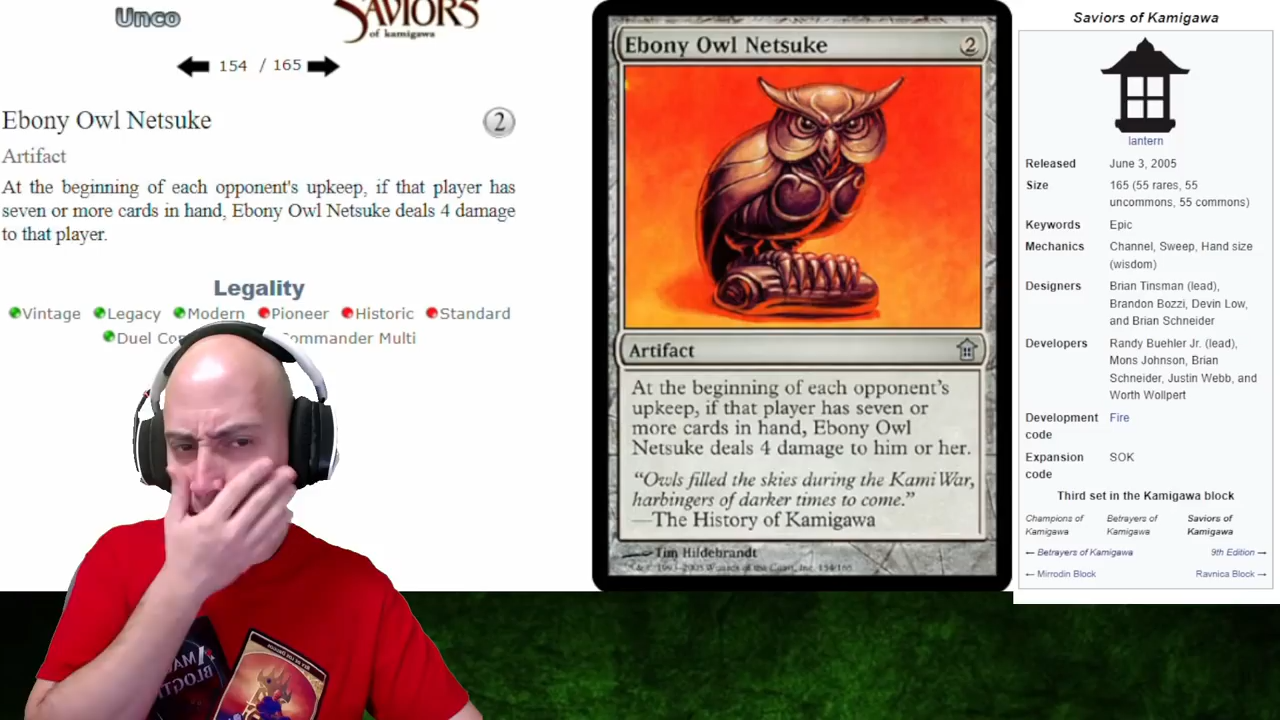 Unco
SAVIORS
of kamigawa
154 / 165
Ebony Owl Netsuke
2
Artifact
At the beginning of each opponent's upkeep, if that player has
seven or more cards in hand, Ebony Owl Netsuke deals 4 damage
to that player.
Legality
Vintage Legacy Modern Pioneer Historic Standard
Duel Commander Multi
Ebony Owl Netsuke 2
Artifact
At the beginning of each opponent's
upkeep, if that player has seven or
more cards in hand, Ebony Owl
Netsuke deals 4 damage to him or her.
"Owls filled the skies during the Kami War,
harbingers of darker times to come."
—The History of Kamigawa
Tim Hildebrandt
Saviors of Kamigawa
lantern
Released June 3, 2005
Size 165 (55 rares, 55
uncommons, 55 commons)
Keywords Epic
Mechanics Channel, Sweep, Hand size
(wisdom)
Designers Brian Tinsman (lead),
Brandon Bozzi, Devin Low,
and Brian Schneider
Developers Randy Buehler Jr. (lead),
Mons Johnson, Brian
Schneider, Justin Webb, and
Worth Wollpert
Development Fire
code
Expansion SOK
code
Third set in the Kamigawa block
Champions of Betrayers of Saviors of
Kamigawa Kamigawa Kamigawa
← Betrayers of Kamigawa 9th Edition →
← Mirrodin Block Ravnica Block →